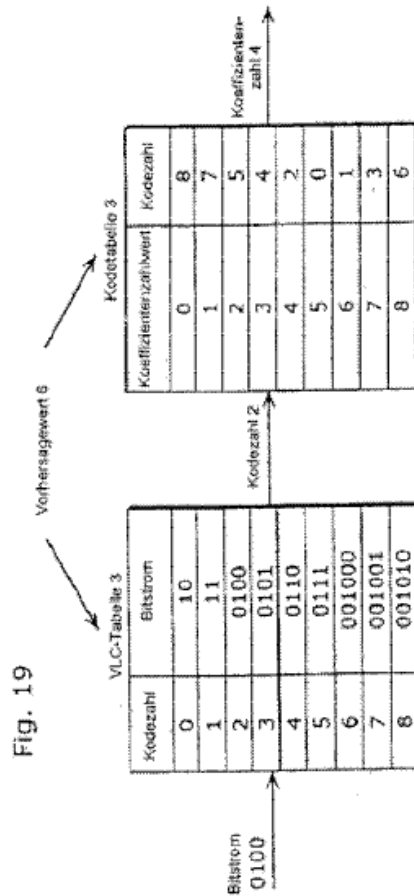 Fig. 19
Vorhersagewert 6
VLC-Tabelle 3
Kodezahl Bitstrom
0 10
1 11
2 0100
3 0101
4 0110
5 0111
6 001000
7 001001
8 001010
Bitstrom
0100
Kodezahl 2
Kodetabelle 3
Koeffizientenzahlwert Kodezahl
0 8
1 7
2 5
3 4
4 2
5 0
6 1
7 3
8 6
Koeffizienten-
zahl 4